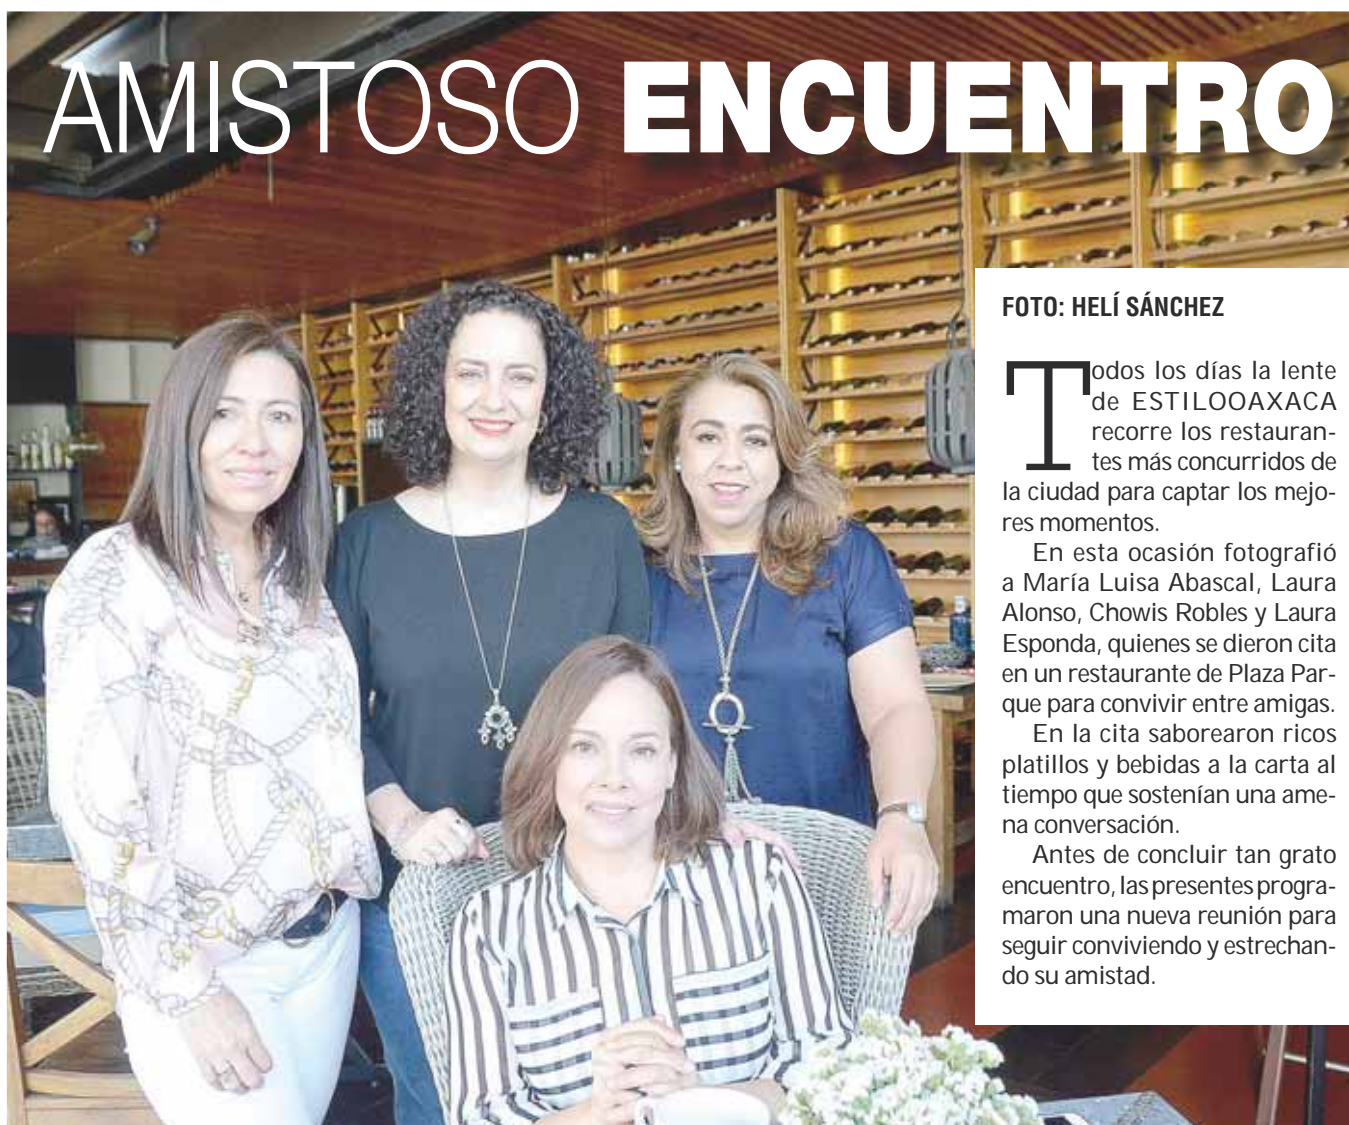 AMISTOSO ENCUENTRO
FOTO: HELÍ SÁNCHEZ
Todos los días la lente
de ESTILOOAXACA
recorre los restauran-
tes más concurridos de
la ciudad para captar los mejo-
res momentos.
En esta ocasión fotografió
a María Luisa Abascal, Laura
Alonso, Chowis Robles y Laura
Esponda, quienes se dieron cita
en un restaurante de Plaza Par-
que para convivir entre amigas.
En la cita saborearon ricos
platillos y bebidas a la carta al
tiempo que sostenían una ame-
na conversación.
Antes de concluir tan grato
encuentro, las presentes progra-
maron una nueva reunión para
seguir conviviendo y estrechan-
do su amistad.